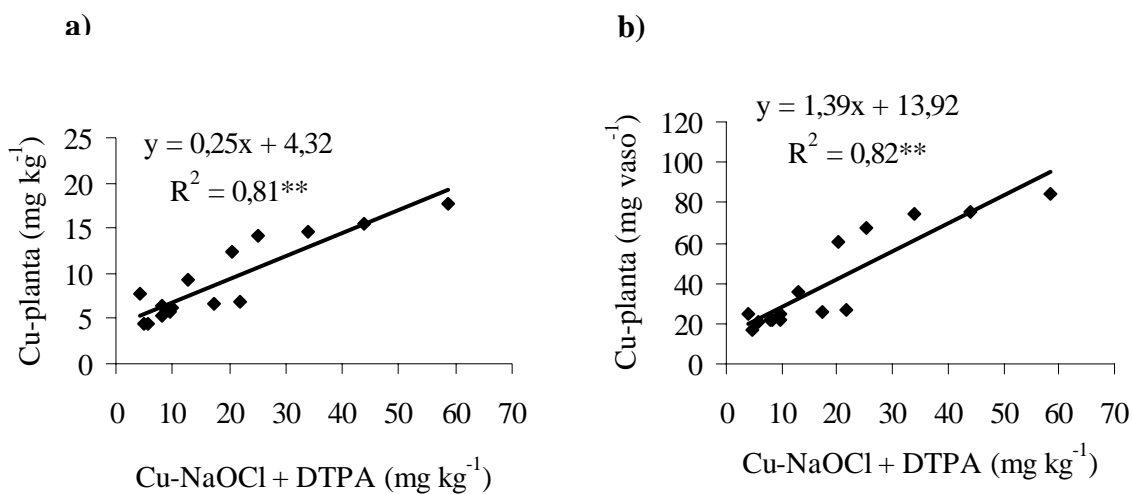 a)
y = 0,25x + 4,32
R² = 0,81**
Cu-planta (mg kg⁻¹)
25
20
15
10
5
0
0 10 20 30 40 50 60 70
Cu-NaOCl + DTPA (mg kg⁻¹)
b)
y = 1,39x + 13,92
R² = 0,82**
Cu-planta (mg vaso⁻¹)
120
100
80
60
40
20
0
0 10 20 30 40 50 60 70
Cu-NaOCl + DTPA (mg kg⁻¹)